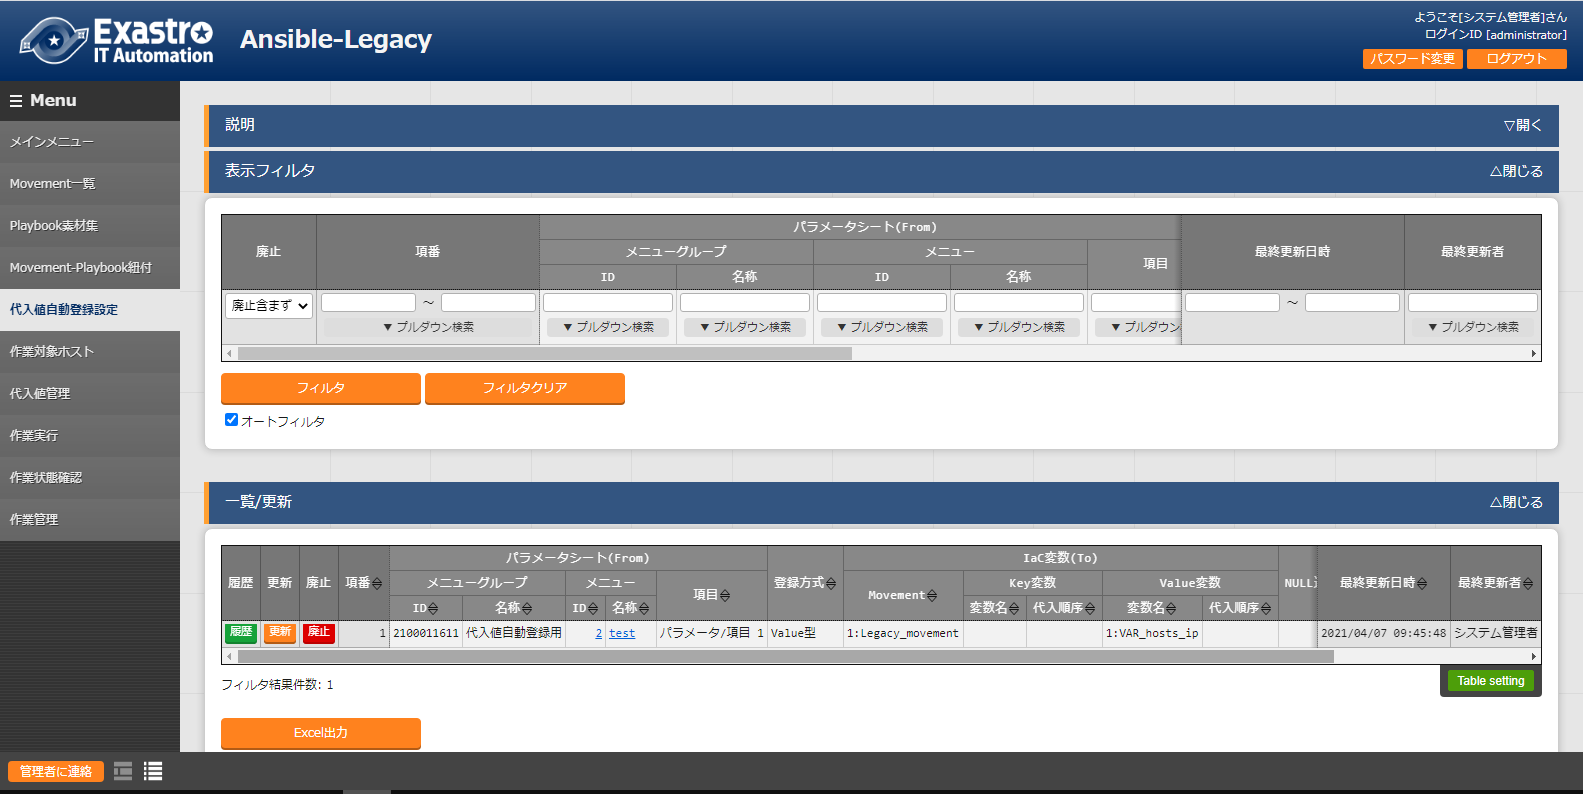 Exastro
IT Automation
Ansible-Legacy
ようこそ[システム管理者]さん
ログインID [administrator]
パスワード変更 ログアウト
Menu
メインメニュー
Movement一覧
Playbook素材集
Movement-Playbook紐付
代入値自動登録設定
作業対象ホスト
代入値管理
作業実行
作業状態確認
作業管理
説明 ▽開く
表示フィルタ △閉じる
パラメータシート(From)
廃止 項番 メニューグループ メニュー 項目 最終更新日時 最終更新者
ID 名称 ID 名称
廃止含まず ～ ～
▼ プルダウン検索 ▼ プルダウン検索 ▼ プルダウン検索 ▼ プルダウン検索 ▼ プルダウン検索 ▼ プルダウン ▼ プルダウン検索
フィルタ フィルタクリア
オートフィルタ
一覧/更新 △閉じる
パラメータシート(From) IaC変数(To)
履歴 更新 廃止 項番 メニューグループ メニュー 項目 登録方式 Movement Key変数 Value変数 NULL 最終更新日時 最終更新者
ID 名称 ID 名称 変数名 代入順序 変数名 代入順序
履歴 更新 廃止 1 2100011611 代入値自動登録用 2 test パラメータ/項目 1 Value型 1:Legacy_movement 1:VAR_hosts_ip 2021/04/07 09:45:48 システム管理者
フィルタ結果件数: 1
Table setting
Excel出力
管理者に連絡